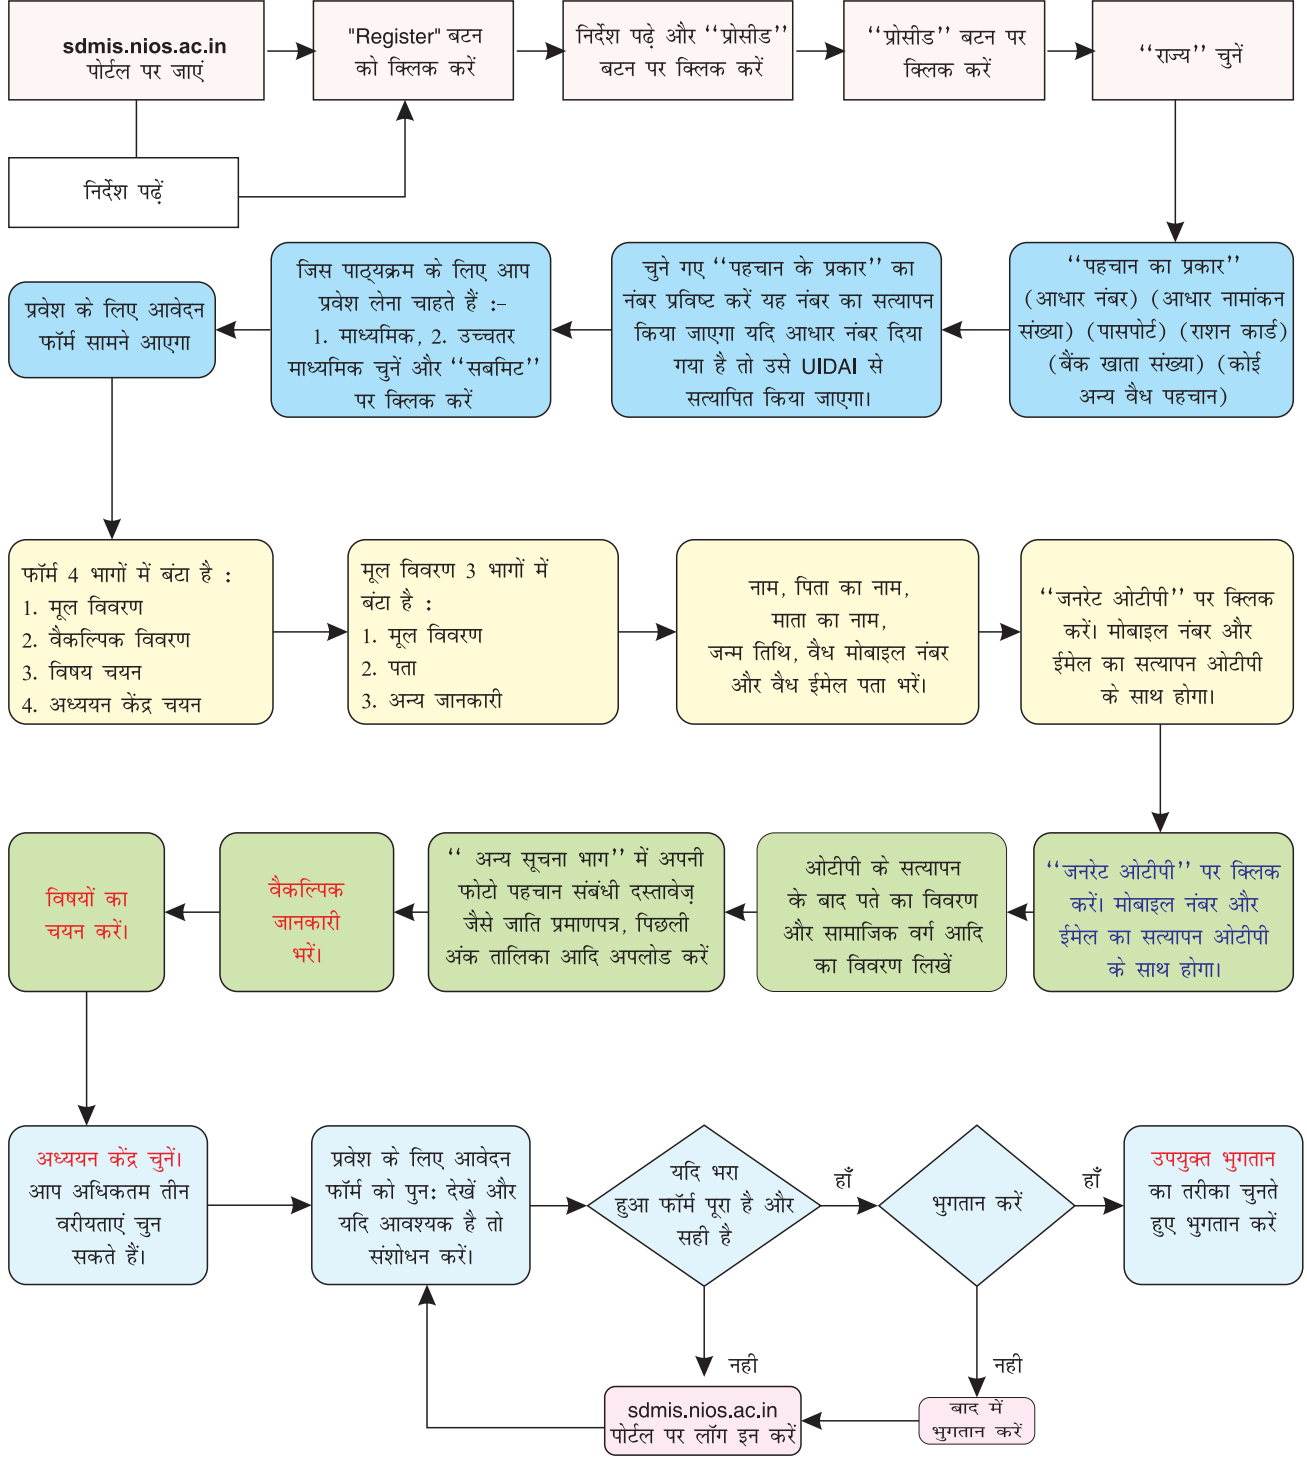 sdmis.nios.ac.in
पोर्टल पर जाएं
"Register" बटन
को क्लिक करें
निर्देश पढ़े और ‘‘प्रोसीड’’
बटन पर क्लिक करें
‘‘प्रोसीड’’ बटन पर
क्लिक करें
‘‘राज्य’’ चुनें
निर्देश पढ़ें
‘‘पहचान का प्रकार’’
(आधार नंबर) (आधार नामांकन
संख्या) (पासपोर्ट) (राशन कार्ड)
(बैंक खाता संख्या) (कोई
अन्य वैध पहचान)
चुने गए ‘‘पहचान के प्रकार’’ का
नंबर प्रविष्ट करें यह नंबर का सत्यापन
किया जाएगा यदि आधार नंबर दिया
गया है तो उसे UIDAI से
सत्यापित किया जाएगा।
जिस पाठ्यक्रम के लिए आप
प्रवेश लेना चाहते हैं :-
1. माध्यमिक, 2. उच्चतर
माध्यमिक चुनें और ‘‘सबमिट’’
पर क्लिक करें
प्रवेश के लिए आवेदन
फॉर्म सामने आएगा
फॉर्म 4 भागों में बंटा है :
1. मूल विवरण
2. वैकल्पिक विवरण
3. विषय चयन
4. अध्ययन केंद्र चयन
मूल विवरण 3 भागों में
बंटा है :
1. मूल विवरण
2. पता
3. अन्य जानकारी
नाम, पिता का नाम,
माता का नाम,
जन्म तिथि, वैध मोबाइल नंबर
और वैध ईमेल पता भरें।
‘‘जनरेट ओटीपी’’ पर क्लिक
करें। मोबाइल नंबर और
ईमेल का सत्यापन ओटीपी
के साथ होगा।
‘‘जनरेट ओटीपी’’ पर क्लिक
करें। मोबाइल नंबर और
ईमेल का सत्यापन ओटीपी
के साथ होगा।
ओटीपी के सत्यापन
के बाद पते का विवरण
और सामाजिक वर्ग आदि
का विवरण लिखें
‘‘ अन्य सूचना भाग’’ में अपनी
फोटो पहचान संबंधी दस्तावेज़
जैसे जाति प्रमाणपत्र, पिछली
अंक तालिका आदि अपलोड करें
वैकल्पिक
जानकारी
भरें।
विषयों का
चयन करें।
अध्ययन केंद्र चुनें।
आप अधिकतम तीन
वरीयताएं चुन
सकते हैं।
प्रवेश के लिए आवेदन
फॉर्म को पुन: देखें और
यदि आवश्यक है तो
संशोधन करें।
यदि भरा
हुआ फॉर्म पूरा है और
सही है
हाँ
भुगतान करें
हाँ
उपयुक्त भुगतान
का तरीका चुनते
हुए भुगतान करें
नही
नही
sdmis.nios.ac.in
पोर्टल पर लॉग इन करें
बाद में
भुगतान करें